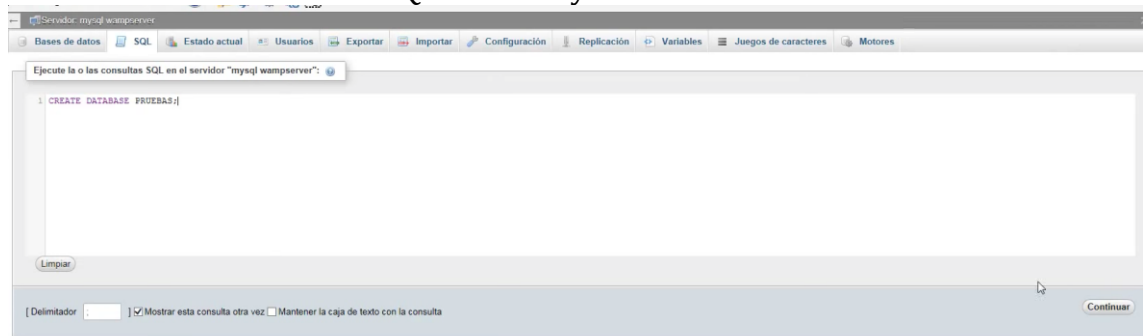 Servidor: mysql wampserver
Bases de datos SQL Estado actual Usuarios Exportar Importar Configuración Replicación Variables Juegos de caracteres Motores
Ejecute la o las consultas SQL en el servidor "mysql wampserver":
1 CREATE DATABASE PRUEBAS;
Limpiar
[ Delimitador ; ] Mostrar esta consulta otra vez Mantener la caja de texto con la consulta
Continuar